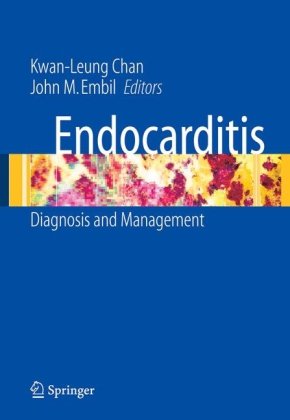 Kwan-Leung Chan
John M. Embil Editors
Endocarditis
Diagnosis and Management
Springer